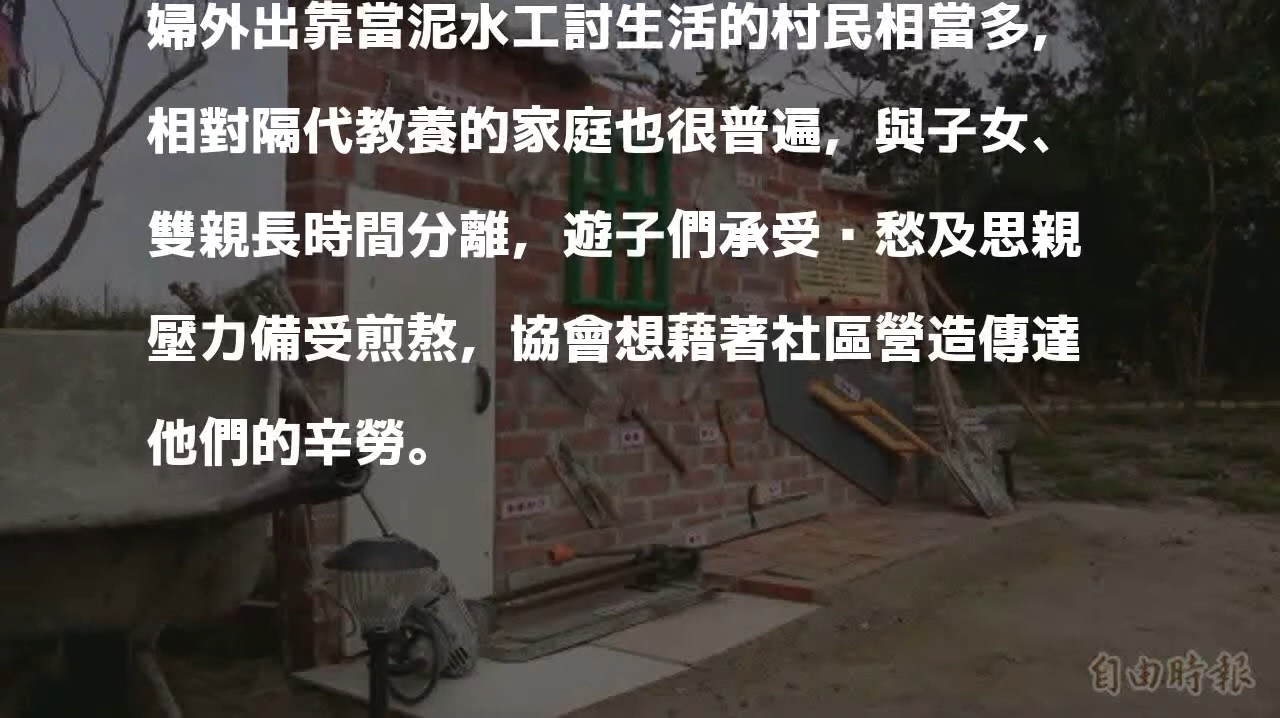 婦外出靠當泥水工討生活的村民相當多,
相對隔代教養的家庭也很普遍，與子女、
雙親長時間分離，遊子們承受·愁及思親
壓力備受煎熬，協會想藉著社區營造傳達
他們的辛勞。
自由時報